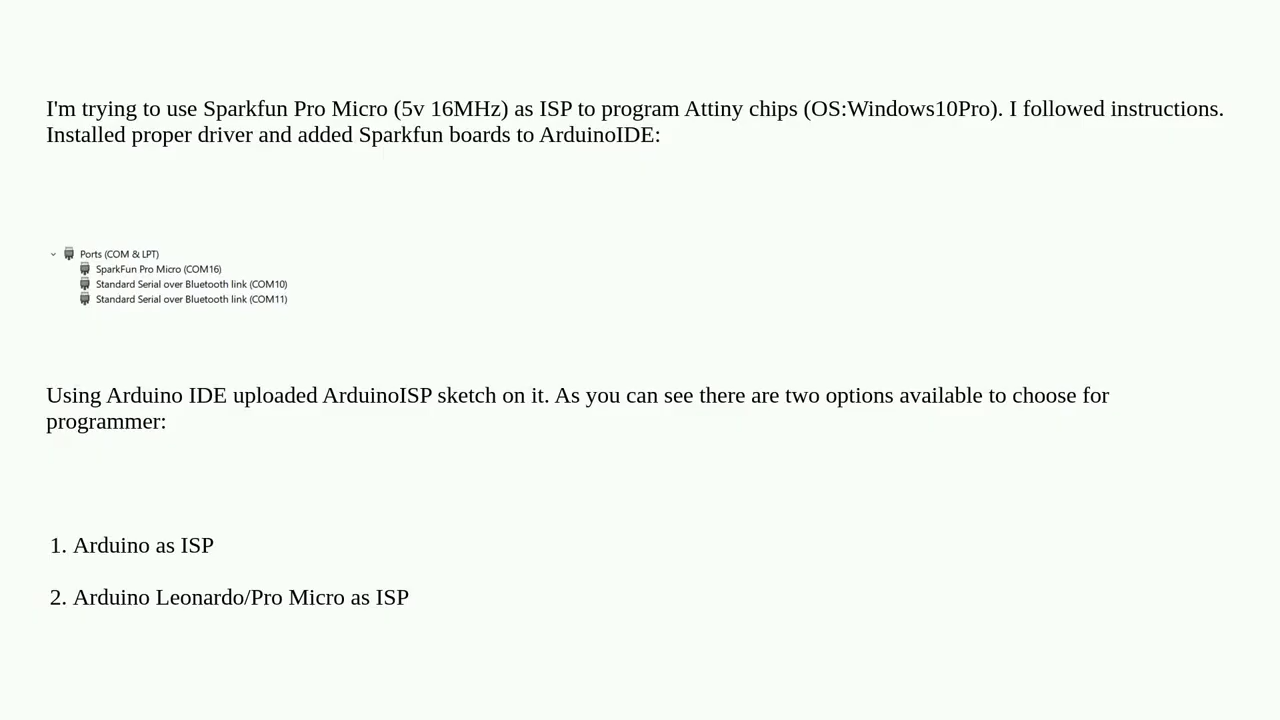 I'm trying to use Sparkfun Pro Micro (5v 16MHz) as ISP to program Attiny chips (OS:Windows10Pro). I followed instructions.
Installed proper driver and added Sparkfun boards to ArduinoIDE:
Ports (COM & LPT)
SparkFun Pro Micro (COM16)
Standard Serial over Bluetooth link (COM10)
Standard Serial over Bluetooth link (COM11)
Using Arduino IDE uploaded ArduinoISP sketch on it. As you can see there are two options available to choose for
programmer:
1. Arduino as ISP
2. Arduino Leonardo/Pro Micro as ISP